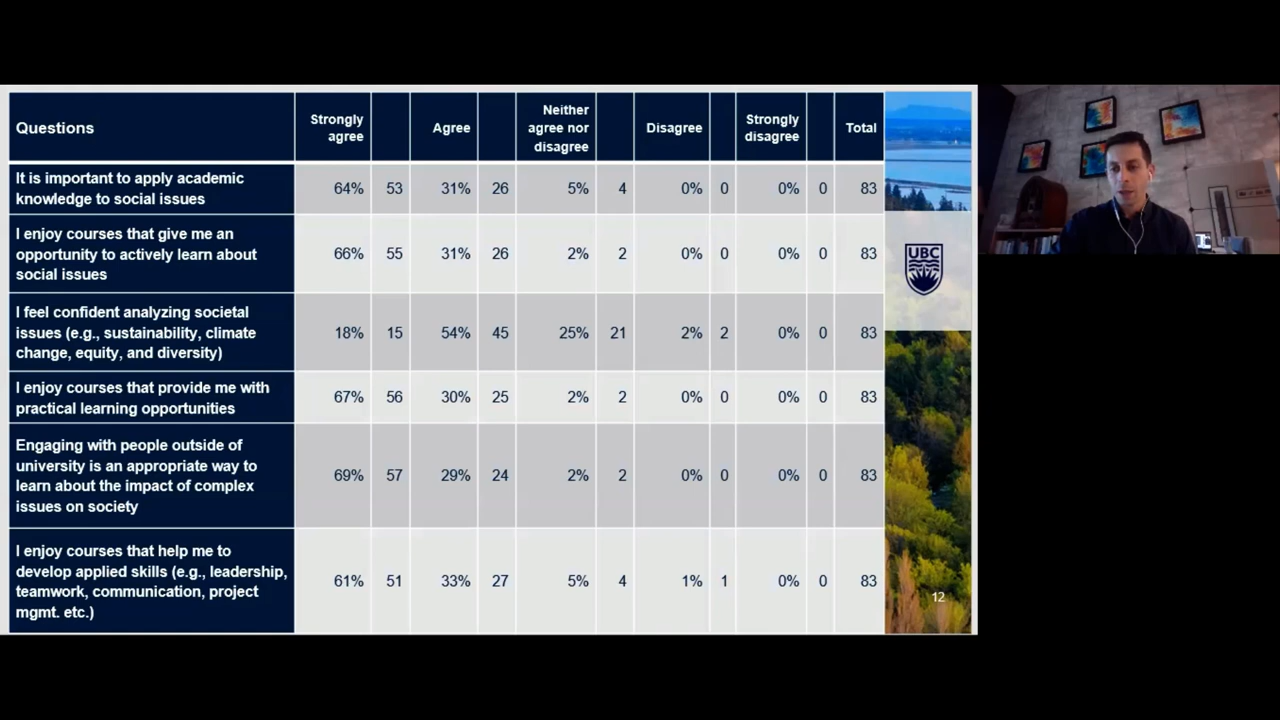 Questions
Strongly
agree
Agree
Neither
agree nor
disagree
Disagree
Strongly
disagree
Total
It is important to apply academic
knowledge to social issues
64% 53 31% 26 5% 4 0% 0 0% 0 83
I enjoy courses that give me an
opportunity to actively learn about
social issues
66% 55 31% 26 2% 2 0% 0 0% 0 83
I feel confident analyzing societal
issues (e.g., sustainability, climate
change, equity, and diversity)
18% 15 54% 45 25% 21 2% 2 0% 0 83
I enjoy courses that provide me with
practical learning opportunities
67% 56 30% 25 2% 2 0% 0 0% 0 83
Engaging with people outside of
university is an appropriate way to
learn about the impact of complex
issues on society
69% 57 29% 24 2% 2 0% 0 0% 0 83
I enjoy courses that help me to
develop applied skills (e.g., leadership,
teamwork, communication, project
mgmt. etc.)
61% 51 33% 27 5% 4 1% 1 0% 0 83
UBC
12